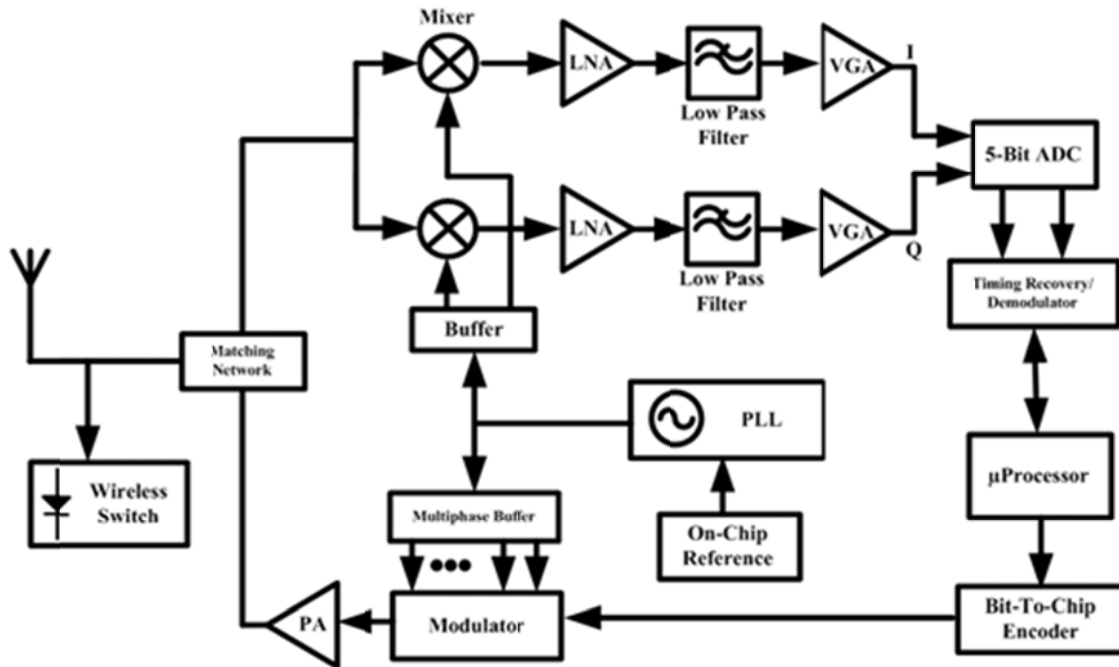 Mixer
LNA
Low Pass
Filter
VGA
I
5-Bit ADC
LNA
Low Pass
Filter
VGA
Q
Timing Recovery/
Demodulator
Buffer
Matching
Network
PLL
Wireless
Switch
Multiphase Buffer
On-Chip
Reference
µProcessor
PA
Modulator
Bit-To-Chip
Encoder